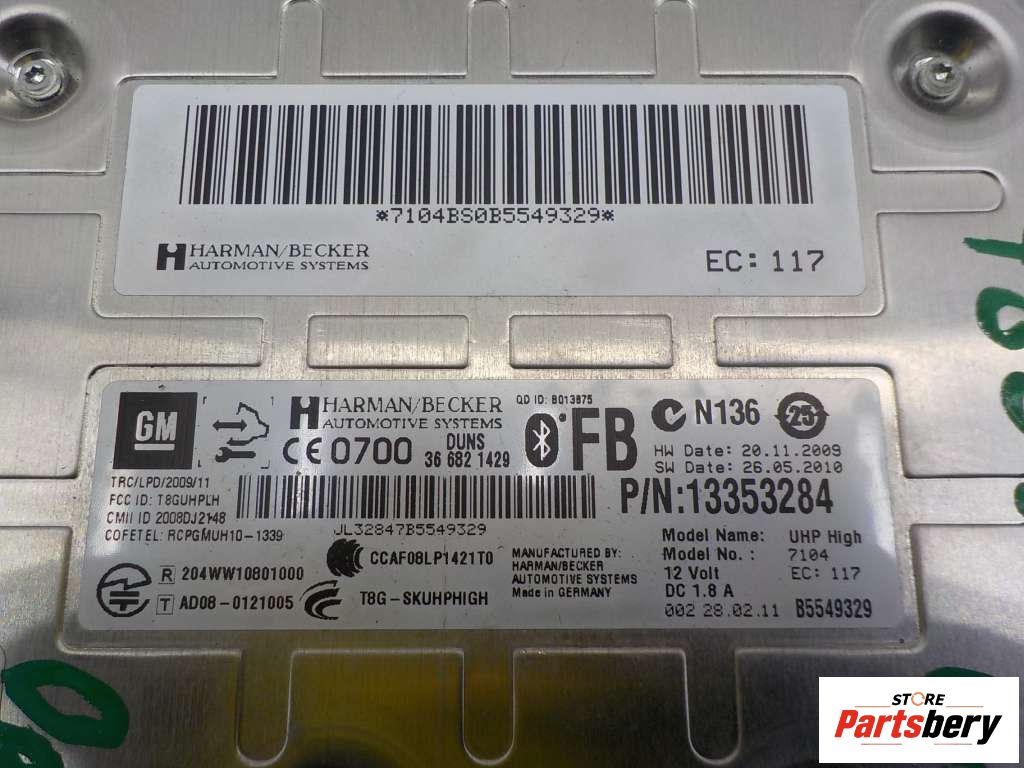 *7104BS0B5549329*
HARMAN/BECKER
AUTOMOTIVE SYSTEMS
EC: 117
GM
HARMAN/BECKER
AUTOMOTIVE SYSTEMS
QD ID: B013875
CE 0700
DUNS
36 682 1429
FB
N136
25
HW Date: 20.11.2009
SW Date: 26.05.2010
P/N:13353284
TRC/LPD/2009/11
FCC ID: T8GUHPLH
CMII ID 2008DJ2148
COFETEL: RCPGMUH10-1339
JL32847B5549329
R 204WW10801000
T AD08-0121005
CCAF08LP1421T0
T8G-SKUHPHIGH
MANUFACTURED BY:
HARMAN/BECKER
AUTOMOTIVE SYSTEMS
Made in GERMANY
Model Name: UHP High
Model No.: 7104
12 Volt EC: 117
DC 1.8 A
002 28.02.11 B5549329
STORE
Partsbery